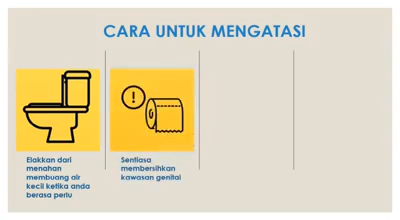 CARA UNTUK MENGATASI
!
Elakkan dari
menahan
membuang air
kecil ketika anda
berasa perlu
Sentiasa
membersihkan
kawasan genital